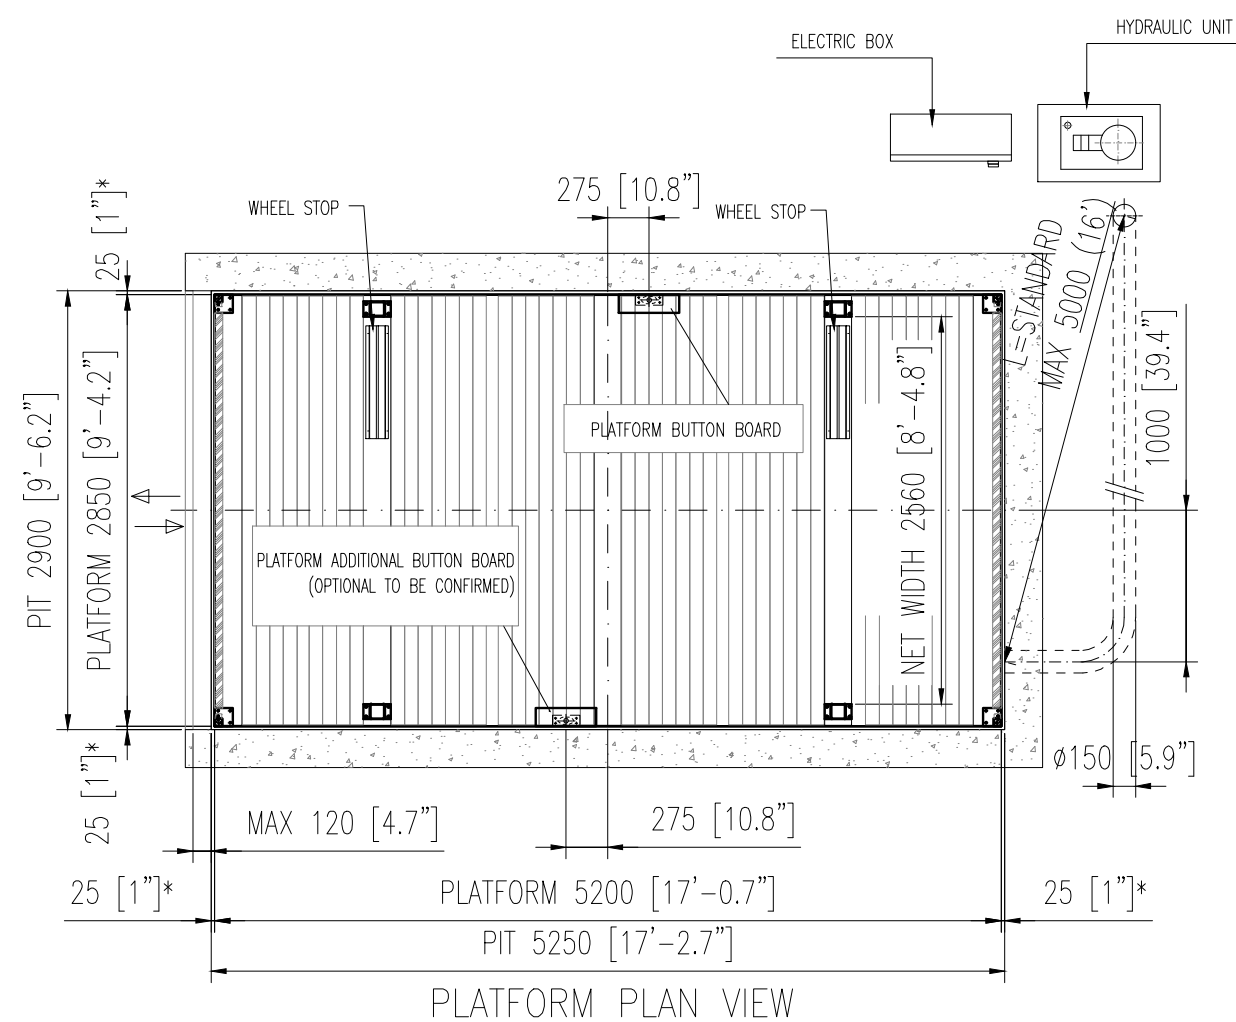 HYDRAULIC UNIT
ELECTRIC BOX
275 [10.8"]
WHEEL STOP
WHEEL STOP
25 [1"]*
L=STANDARD
MAX 5000 (16')
1000 [39.4"]
PIT 2900 [9'-6.2"]
PLATFORM 2850 [9'-4.2"]
NET WIDTH 2560 [8'-4.8"]
PLATFORM BUTTON BOARD
PLATFORM ADDITIONAL BUTTON BOARD
(OPTIONAL TO BE CONFIRMED)
25 [1"]*
ø150 [5.9"]
MAX 120 [4.7"]
275 [10.8"]
25 [1"]*
PLATFORM 5200 [17'-0.7"]
25 [1"]*
PIT 5250 [17'-2.7"]
PLATFORM PLAN VIEW